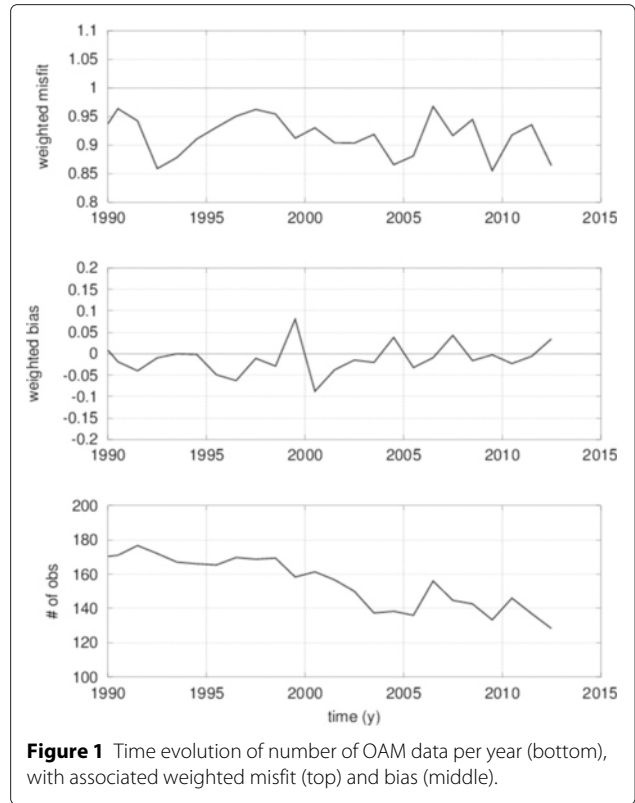 1.1
1.05
1
0.95
0.9
0.85
0.8
weighted misfit
1990 1995 2000 2005 2010 2015
0.2
0.15
0.1
0.05
0
-0.05
-0.1
-0.15
-0.2
weighted bias
1990 1995 2000 2005 2010 2015
200
180
160
140
120
100
# of obs
1990 1995 2000 2005 2010 2015
time (y)
Figure 1 Time evolution of number of OAM data per year (bottom),
with associated weighted misfit (top) and bias (middle).